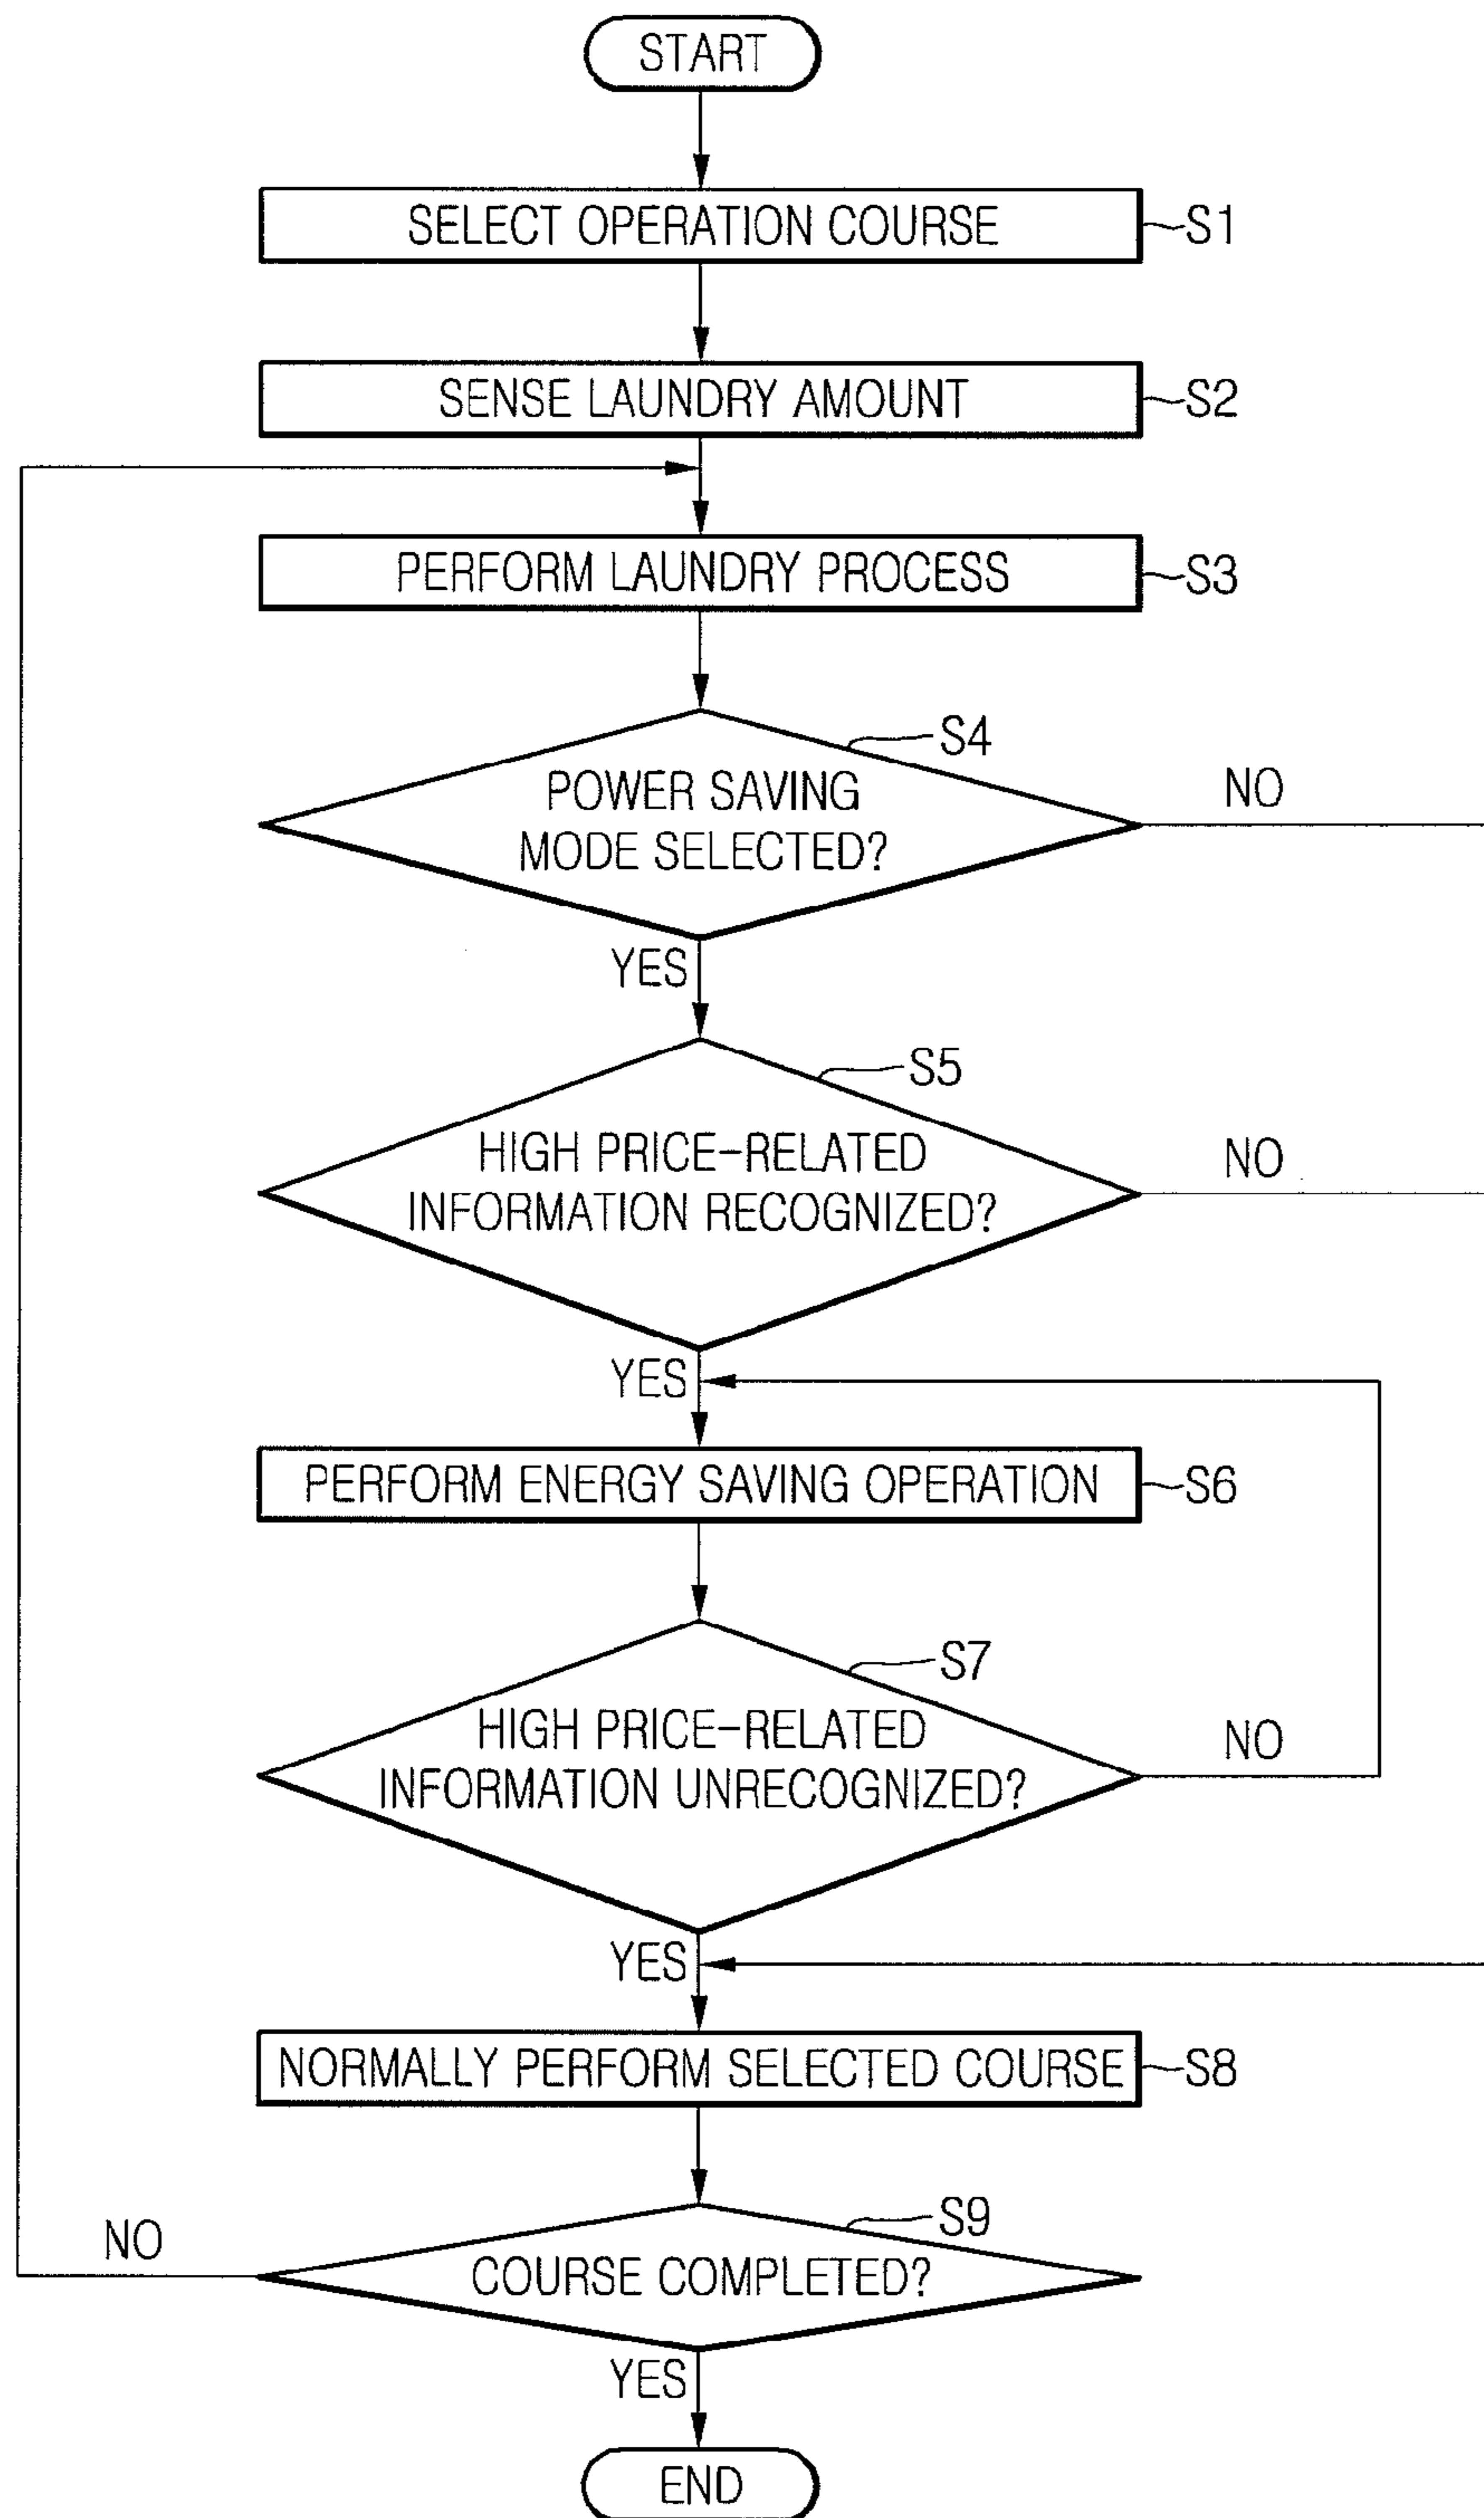 START
SELECT OPERATION COURSE
S1
SENSE LAUNDRY AMOUNT
S2
PERFORM LAUNDRY PROCESS
S3
S4
POWER SAVING
MODE SELECTED?
NO
YES
S5
HIGH PRICE-RELATED
INFORMATION RECOGNIZED?
NO
YES
PERFORM ENERGY SAVING OPERATION
S6
S7
HIGH PRICE-RELATED
INFORMATION UNRECOGNIZED?
NO
YES
NORMALLY PERFORM SELECTED COURSE
S8
S9
COURSE COMPLETED?
NO
YES
END